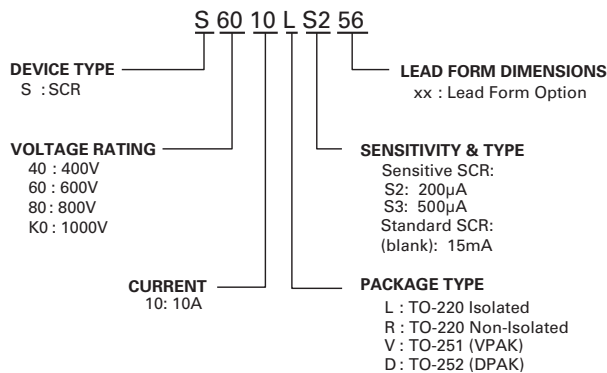 S 60 10 L S2 56
DEVICE TYPE
S : SCR
VOLTAGE RATING
40 : 400V
60 : 600V
80 : 800V
K0 : 1000V
CURRENT
10: 10A
LEAD FORM DIMENSIONS
xx : Lead Form Option
SENSITIVITY & TYPE
Sensitive SCR:
S2: 200µA
S3: 500µA
Standard SCR:
(blank): 15mA
PACKAGE TYPE
L : TO-220 Isolated
R : TO-220 Non-Isolated
V : TO-251 (VPAK)
D : TO-252 (DPAK)